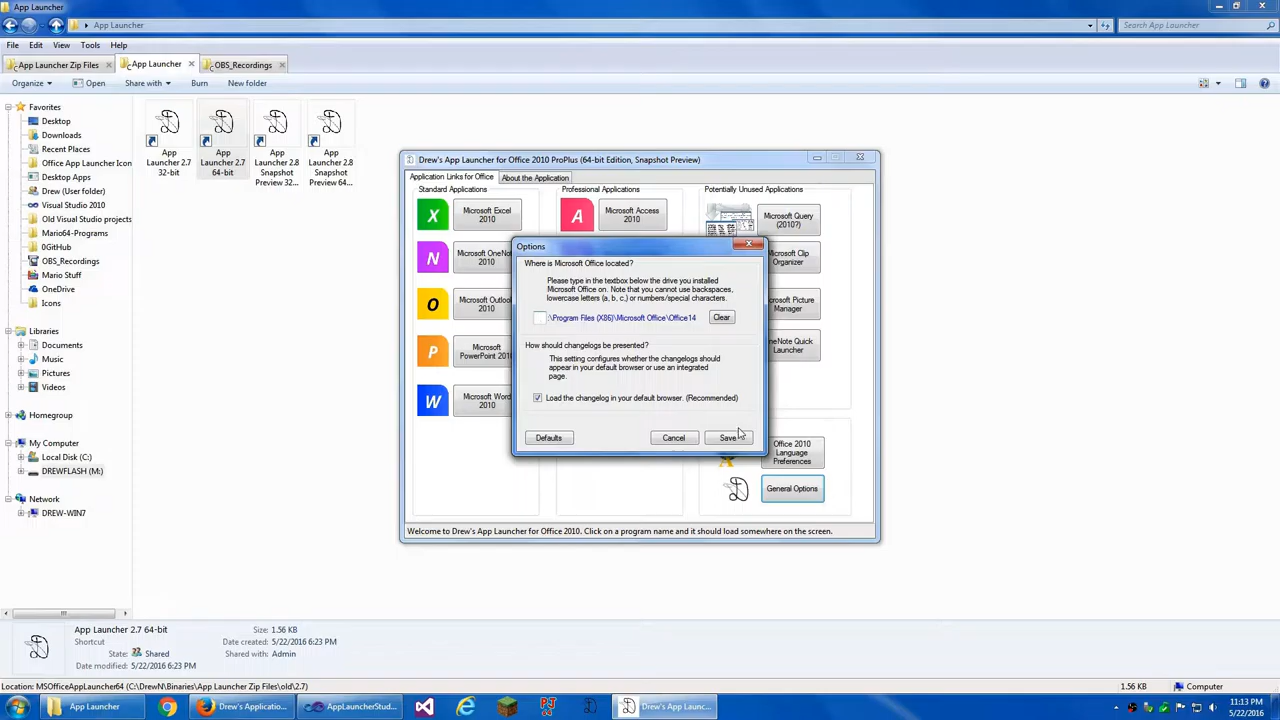 App Launcher
App Launcher
Search App Launcher
File Edit View Tools Help
App Launcher Zip Files
App Launcher
OBS_Recordings
Organize Open Share with Burn New folder
Favorites
Desktop
Downloads
Recent Places
Office App Launcher Icon
Desktop Apps
Drew (User folder)
Visual Studio 2010
Old Visual Studio projects
Mario64-Programs
0GitHub
OBS_Recordings
Mario Stuff
OneDrive
Icons
Libraries
Documents
Music
Pictures
Videos
Homegroup
My Computer
Local Disk (C:)
DREWFLASH (M:)
Network
DREW-WIN7
App
Launcher 2.7
32-bit
App
Launcher 2.7
64-bit
App
Launcher 2.8
Snapshot
Preview 32...
App
Launcher 2.8
Snapshot
Preview 64...
Drew's App Launcher for Office 2010 ProPlus (64-bit Edition, Snapshot Preview)
Application Links for Office
About the Application
Standard Applications
Microsoft Excel
2010
Microsoft OneNo
2010
Microsoft Outloo
2010
Microsoft
PowerPoint 201
Microsoft Word
2010
Professional Applications
Microsoft Access
2010
Potentially Unused Applications
Microsoft Query
(2010?)
Microsoft Clip
Organizer
Microsoft Picture
Manager
OneNote Quick
Launcher
Office 2010
Language
Preferences
General Options
Welcome to Drew's App Launcher for Office 2010. Click on a program name and it should load somewhere on the screen.
Options
Where is Microsoft Office located?
Please type in the textbox below the drive you installed
Microsoft Office on. Note that you cannot use backspaces,
lowercase letters (a, b, c,) or numbers/special characters.
:\Program Files (X86)\Microsoft Office\Office14
Clear
How should changelogs be presented?
This setting configures whether the changelogs should
appear in your default browser or use an integrated
page.
Load the changelog in your default browser. (Recommended)
Defaults
Cancel
Save
App Launcher 2.7 64-bit
Shortcut
State: Shared
Date modified: 5/22/2016 6:23 PM
Size: 1.56 KB
Date created: 5/22/2016 6:23 PM
Shared with: Admin
Location: MSOfficeAppLauncher64 (C:\DrewN\Binaries\App Launcher Zip Files\old\2.7)
1.56 KB
Computer
App Launcher
Drew's Applicatio...
AppLauncherStud...
Drew's App Launc...
11:13 PM
5/22/2016